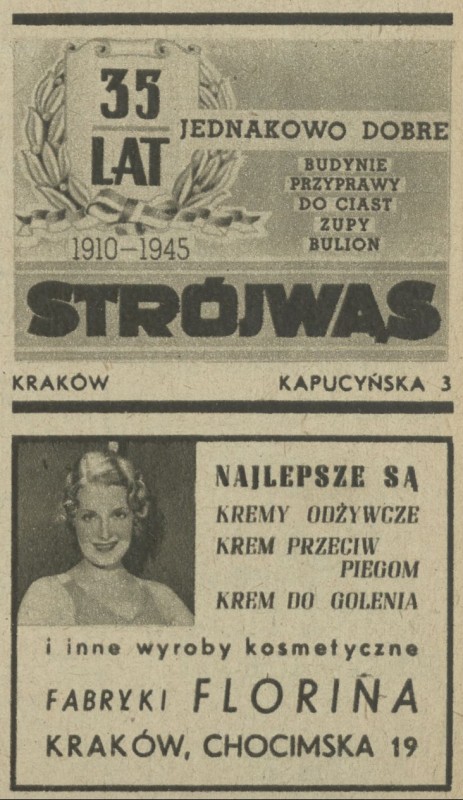 35
LAT
JEDNAKOWO DOBRE
BUDYNIE
PRZYPRAWY
DO CIAST
ZUPY
BULION
1910–1945
STRÓJWĄS
KRAKÓW KAPUCYŃSKA 3
NAJLEPSZE SĄ
KREMY ODŻYWCZE
KREM PRZECIW
PIEGOM
KREM DO GOLENIA
i inne wyroby kosmetyczne
FABRYKI FLORINA
KRAKÓW, CHOCIMSKA 19